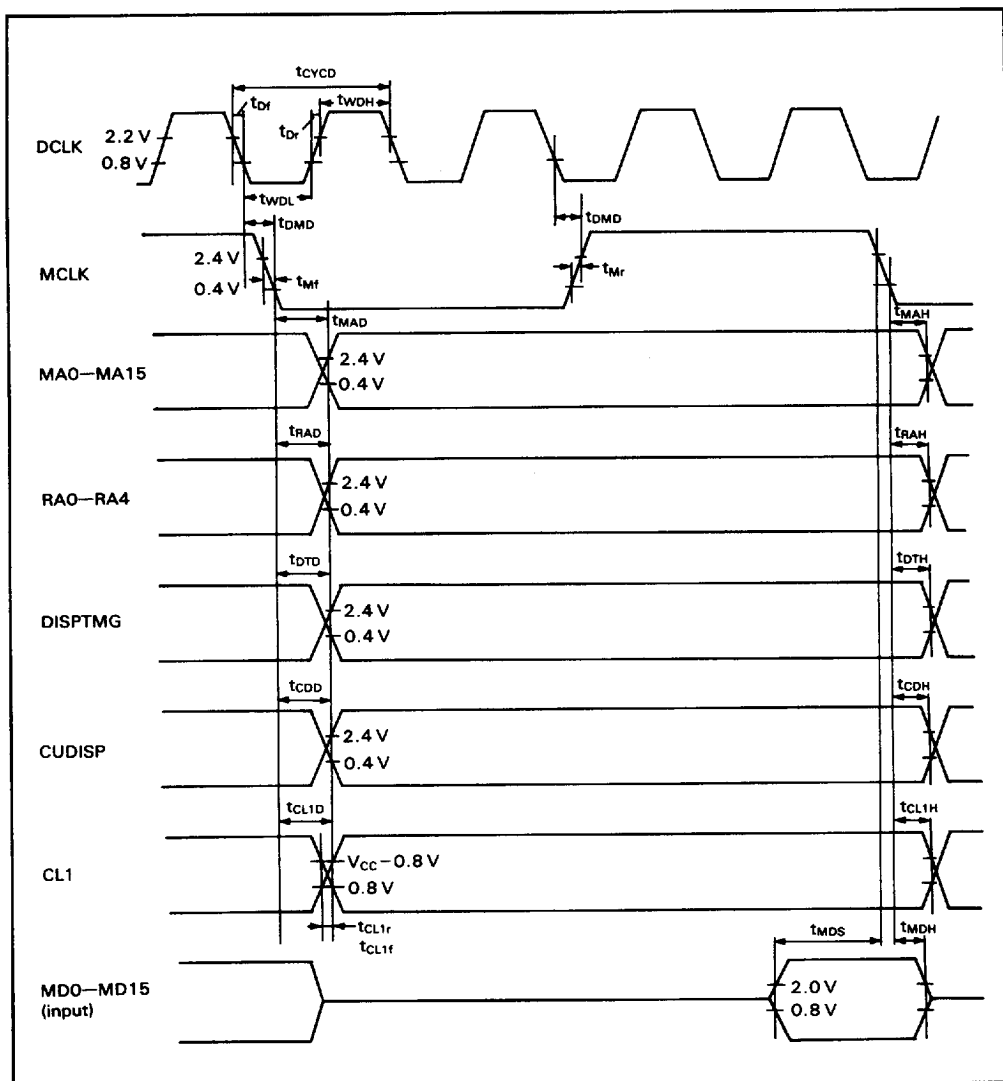 tCYCD
tDf
tDr
tWDH
DCLK
2.2 V
0.8 V
tWDL
tDMD
tDMD
MCLK
2.4 V
0.4 V
tMf
tMr
tMAD
tMAH
MA0—MA15
2.4 V
0.4 V
tRAD
tRAH
RA0—RA4
2.4 V
0.4 V
tDTD
tDTH
DISPTMG
2.4 V
0.4 V
tCDD
tCDH
CUDISP
2.4 V
0.4 V
tCL1D
tCL1H
CL1
VCC−0.8 V
0.8 V
tCL1r
tCL1f
tMDS
tMDH
MD0—MD15
(input)
2.0 V
0.8 V